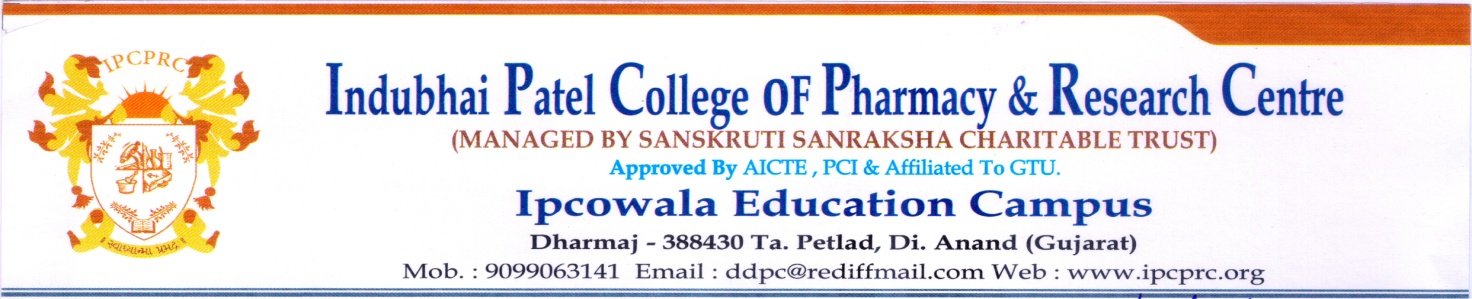 IPCPRC
Indubhai Patel College OF Pharmacy & Research Centre
(MANAGED BY SANSKRUTI SANRAKSHA CHARITABLE TRUST)
Approved By AICTE , PCI & Affiliated To GTU.
Ipcowala Education Campus
Dharmaj - 388430 Ta. Petlad, Di. Anand (Gujarat)
Mob. : 9099063141 Email : ddpc@rediffmail.com Web : www.ipcprc.org